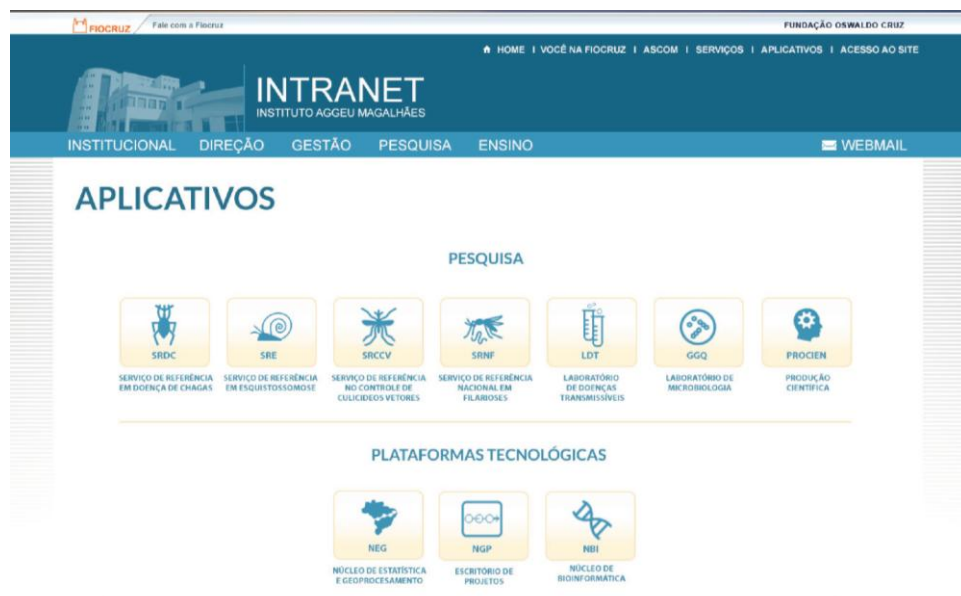 FIOCRUZ
Fale com a Fiocruz
FUNDAÇÃO OSWALDO CRUZ
HOME I VOCÊ NA FIOCRUZ I ASCOM I SERVIÇOS I APLICATIVOS I ACESSO AO SITE
INTRANET
INSTITUTO AGGEU MAGALHÃES
INSTITUCIONAL DIREÇÃO GESTÃO PESQUISA ENSINO WEBMAIL
APLICATIVOS
PESQUISA
SRDC
SERVIÇO DE REFERÊNCIA
EM DOENÇA DE CHAGAS
SRE
SERVIÇO DE REFERÊNCIA
EM ESQUISTOSSOMOSE
SRCCV
SERVIÇO DE REFERÊNCIA
NO CONTROLE DE
CULICIDEOS VETORES
SRNF
SERVIÇO DE REFERÊNCIA
NACIONAL EM
FILARIOSES
LDT
LABORATÓRIO
DE DOENÇAS
TRANSMISSÍVEIS
GGQ
LABORATÓRIO DE
MICROBIOLOGIA
PROCIEN
PRODUÇÃO
CIENTÍFICA
PLATAFORMAS TECNOLÓGICAS
NEG
NÚCLEO DE ESTATÍSTICA
E GEOPROCESAMENTO
NGP
ESCRITÓRIO DE
PROJETOS
NBI
NÚCLEO DE
BIOINFORMÁTICA